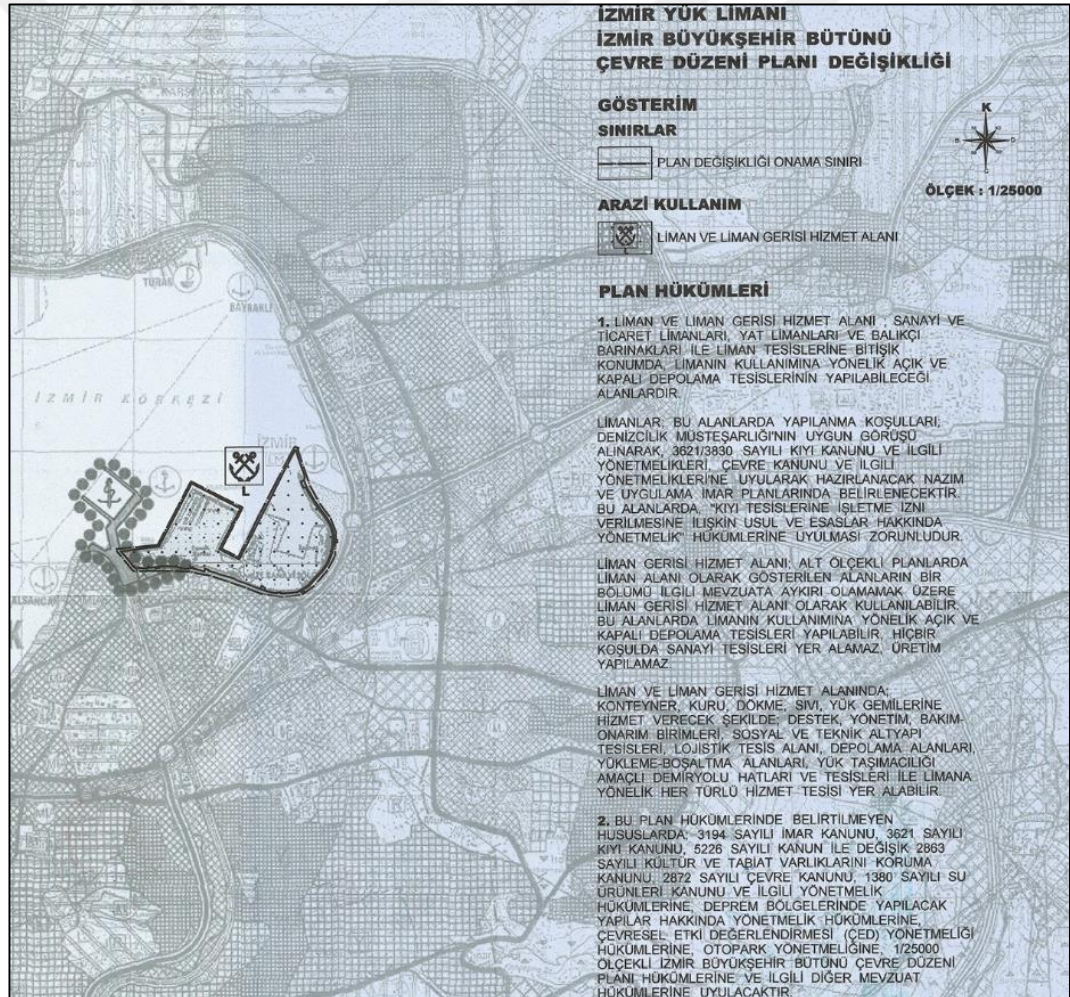 İZMİR YÜK LİMANI
İZMİR BÜYÜKŞEHİR BÜTÜNÜ
ÇEVRE DÜZENİ PLANI DEĞİŞİKLİĞİ
GÖSTERİM
SINIRLAR
PLAN DEĞİŞİKLİĞİ ONAMA SINIRI
K
ÖLÇEK : 1/25000
ARAZİ KULLANIM
L
LİMAN VE LİMAN GERİSİ HİZMET ALANI
PLAN HÜKÜMLERİ
1. LİMAN VE LİMAN GERİSİ HİZMET ALANI ; SANAYİ VE
TİCARET LİMANLARI, YAT LİMANLARI VE BALIKÇI
BARINAKLARI İLE LİMAN TESİSLERİNE BİTİŞİK
KONUMDA, LİMANIN KULLANIMINA YÖNELİK AÇIK VE
KAPALI DEPOLAMA TESİSLERİNİN YAPILABİLECEĞİ
ALANLARDIR.
LİMANLAR; BU ALANLARDA YAPILANMA KOŞULLARI;
DENİZCİLİK MÜSTEŞARLIĞI'NIN UYGUN GÖRÜŞÜ
ALINARAK, 3621/3830 SAYILI KIYI KANUNU VE İLGİLİ
YÖNETMELİKLERİ, ÇEVRE KANUNU VE İLGİLİ
YÖNETMELİKLERİ'NE UYULARAK HAZIRLANACAK NAZIM
VE UYGULAMA İMAR PLANLARINDA BELİRLENECEKTİR.
BU ALANLARDA, "KIYI TESİSLERİNE İŞLETME İZNİ
VERİLMESİNE İLİŞKİN USUL VE ESASLAR HAKKINDA
YÖNETMELİK" HÜKÜMLERİNE UYULMASI ZORUNLUDUR.
LİMAN GERİSİ HİZMET ALANI; ALT ÖLÇEKLİ PLANLARDA
LİMAN ALANI OLARAK GÖSTERİLEN ALANLARIN BİR
BÖLÜMÜ İLGİLİ MEVZUATA AYKIRI OLAMAMAK ÜZERE
LİMAN GERİSİ HİZMET ALANI OLARAK KULLANILABİLİR.
BU ALANLARDA LİMANIN KULLANIMINA YÖNELİK AÇIK VE
KAPALI DEPOLAMA TESİSLERİ YAPILABİLİR, HİÇBİR
KOŞULDA SANAYİ TESİSLERİ YER ALAMAZ, ÜRETİM
YAPILAMAZ
LİMAN VE LİMAN GERİSİ HİZMET ALANINDA;
KONTEYNER, KURU, DÖKME, SIVI, YÜK GEMİLERİNE
HİZMET VERECEK ŞEKİLDE; DESTEK, YÖNETİM, BAKIM-
ONARIM BİRİMLERİ, SOSYAL VE TEKNİK ALTYAPI
TESİSLERİ, LOJİSTİK TESİS ALANI, DEPOLAMA ALANLARI,
YÜKLEME-BOŞALTMA ALANLARI, YÜK TAŞIMACILIĞI
AMAÇLI DEMİRYOLU HATLARI VE TESİSLERİ İLE LİMANA
YÖNELİK HER TÜRLÜ HİZMET TESİSİ YER ALABİLİR.
2. BU PLAN HÜKÜMLERİNDE BELİRTİLMEYEN
HUSUSLARDA; 3194 SAYILI İMAR KANUNU, 3621 SAYILI
KIYI KANUNU, 5226 SAYILI KANUN İLE DEĞİŞİK 2863
SAYILI KÜLTÜR VE TABİAT VARLIKLARINI KORUMA
KANUNU, 2872 SAYILI ÇEVRE KANUNU, 1380 SAYILI SU
ÜRÜNLERİ KANUNU VE İLGİLİ YÖNETMELİK
HÜKÜMLERİNE, DEPREM BÖLGELERİNDE YAPILACAK
YAPILAR HAKKINDA YÖNETMELİK HÜKÜMLERİNE,
ÇEVRESEL ETKİ DEĞERLENDİRMESİ (ÇED) YÖNETMELİĞİ
HÜKÜMLERİNE, OTOPARK YÖNETMELİĞİNE, 1/25000
ÖLÇEKLİ İZMİR BÜYÜKŞEHİR BÜTÜNÜ ÇEVRE DÜZENİ
PLANI HÜKÜMLERİNE VE İLGİLİ DİĞER MEVZUAT
HÜKÜMLERİNE UYULACAKTIR.
TURAN
BAYRAKLI
İZMİR KÖRFEZİ
İZMİR
L
ALSANCAK